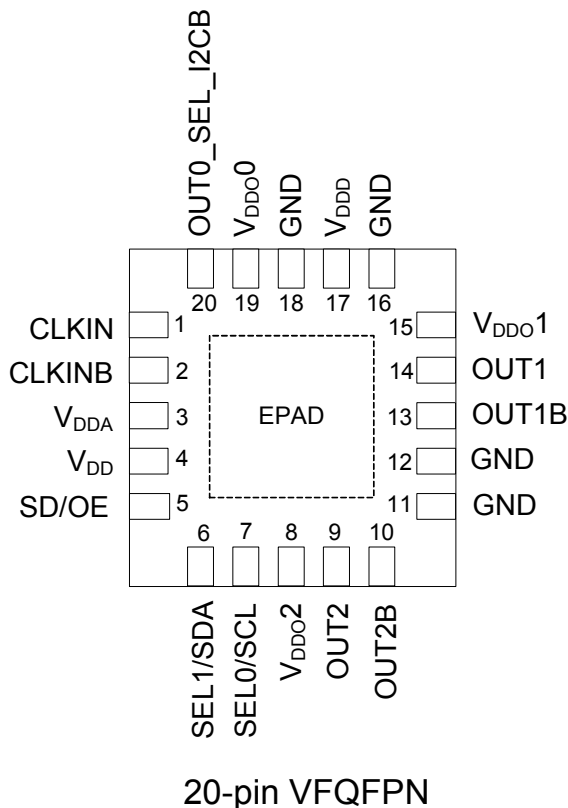 OUT0_SEL_I2CB
VDDO0
GND
VDDD
GND
20 19 18 17 16
CLKIN 1
CLKINB 2
VDDA 3
VDD 4
SD/OE 5
EPAD
15 VDDO1
14 OUT1
13 OUT1B
12 GND
11 GND
6 7 8 9 10
SEL1/SDA
SEL0/SCL
VDDO2
OUT2
OUT2B
20-pin VFQFPN